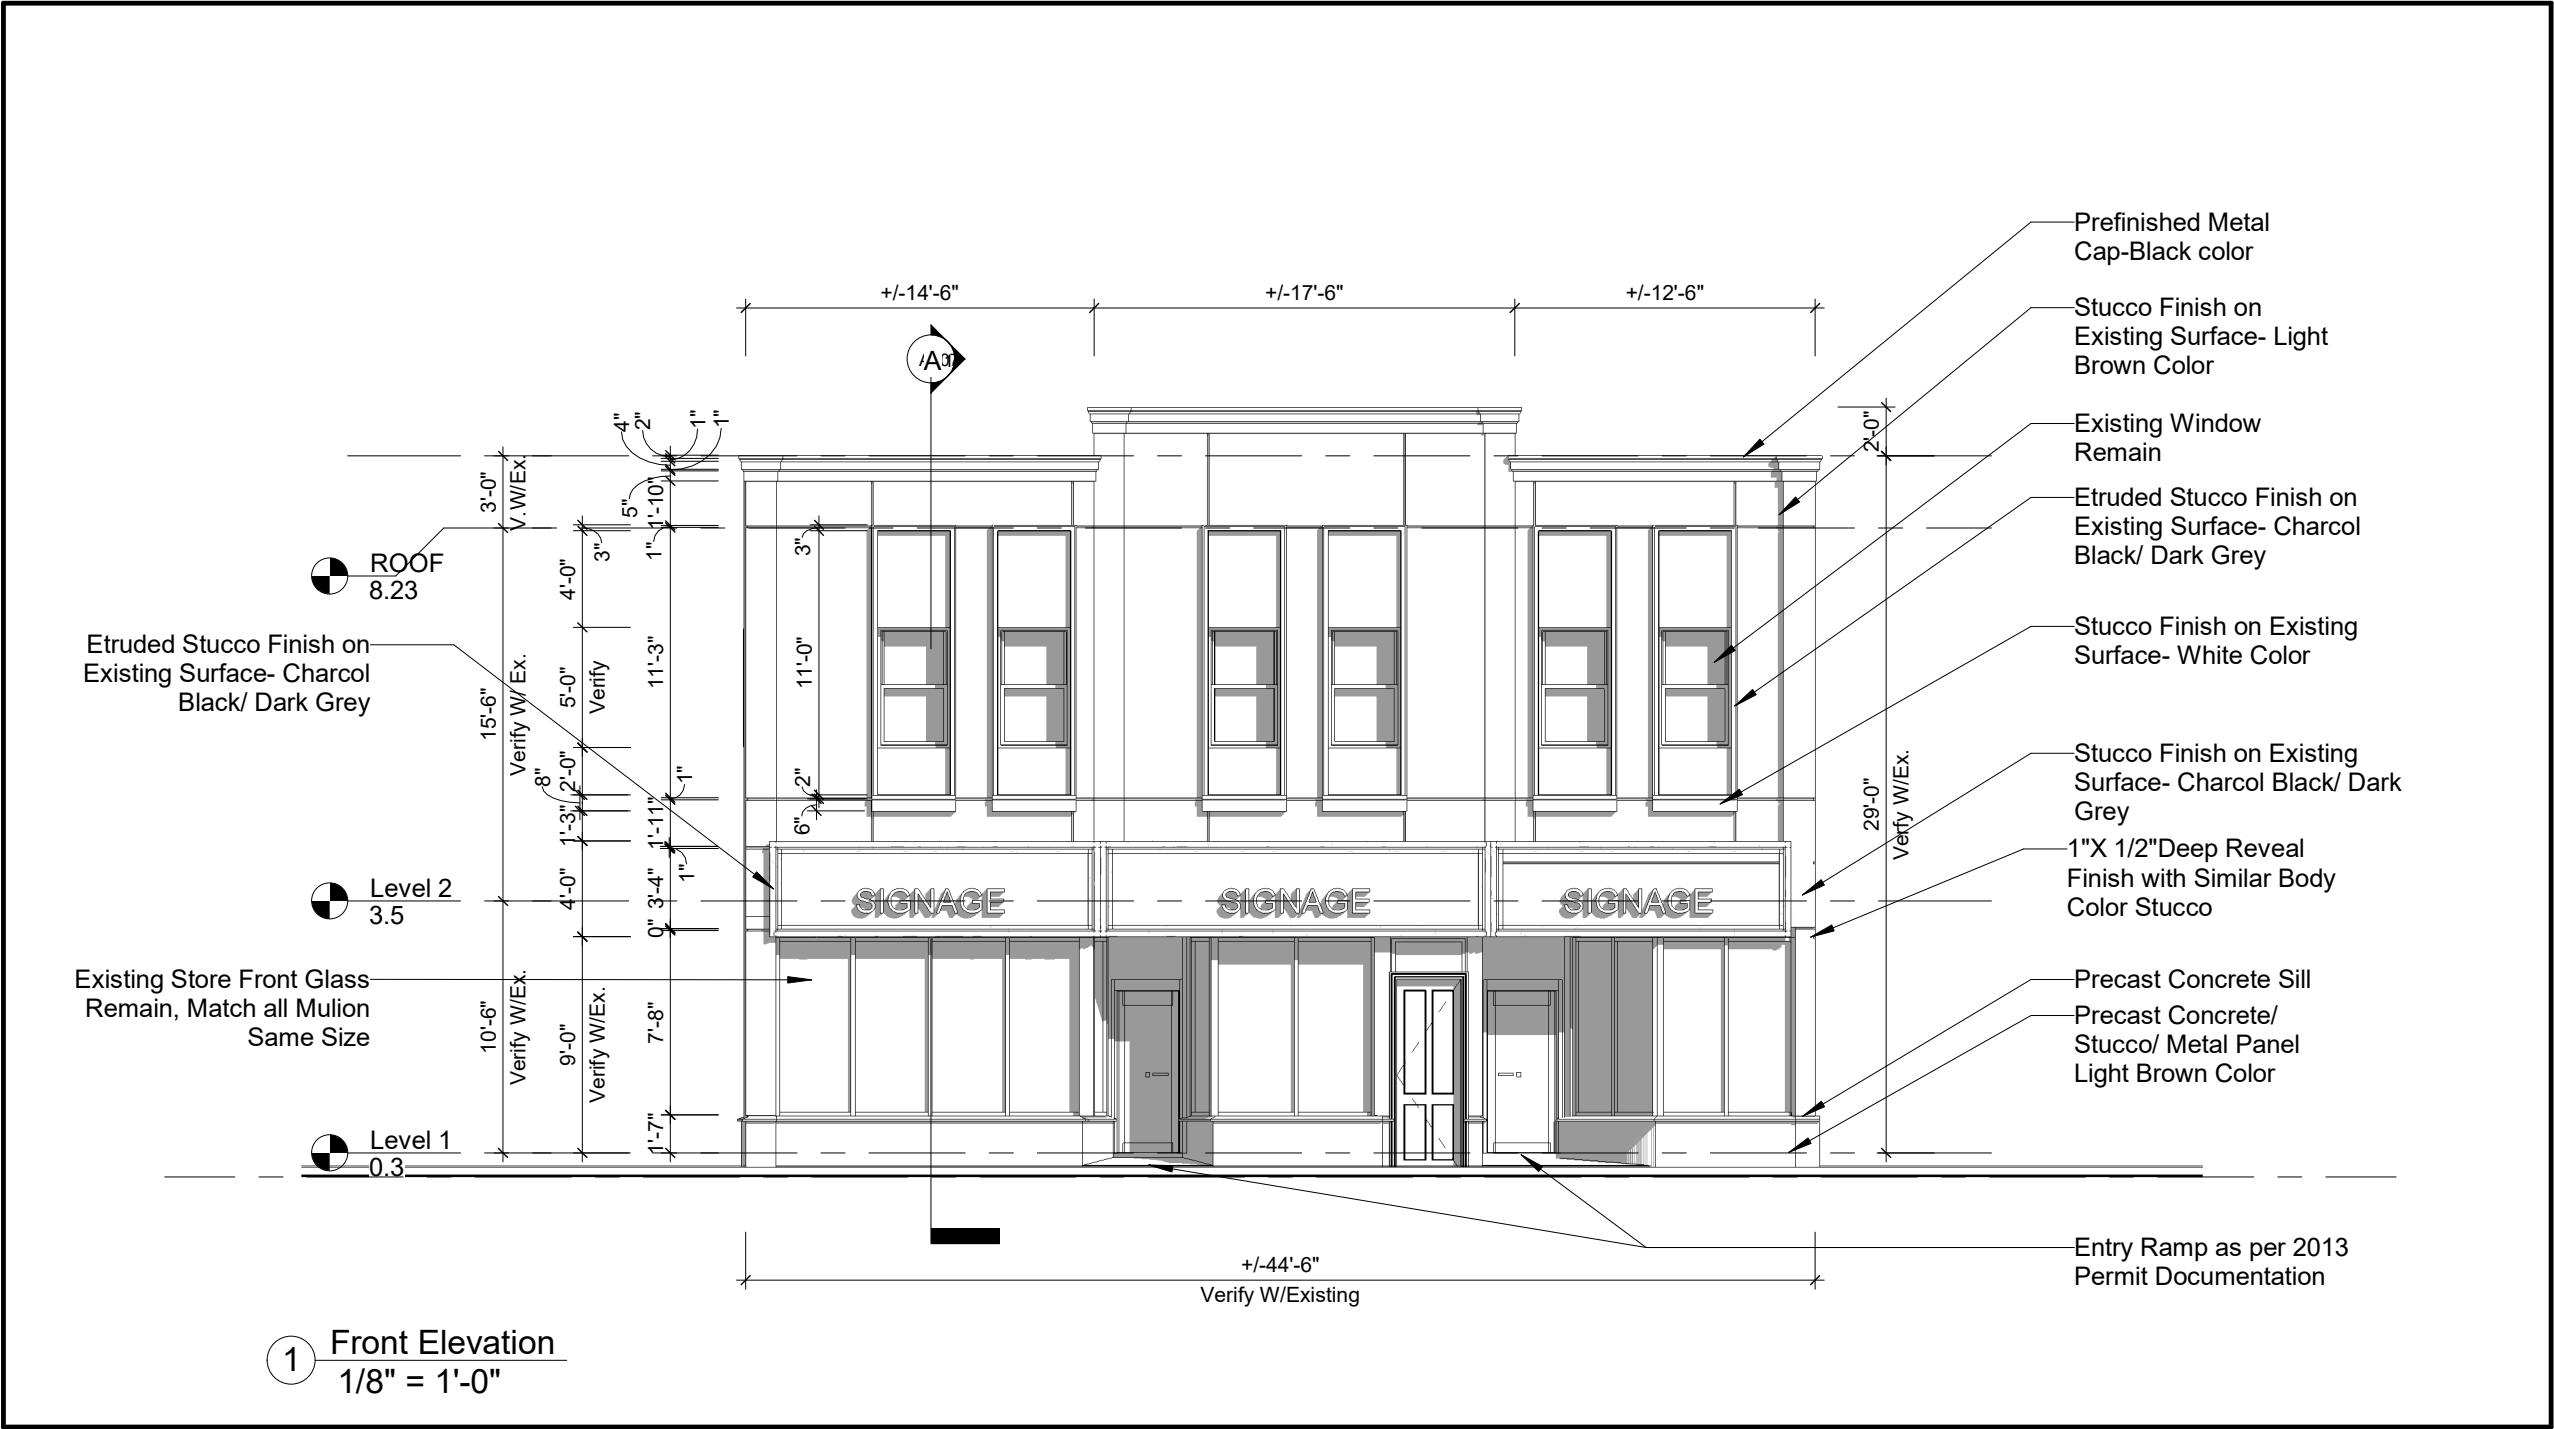 Prefinished Metal
Cap-Black color
Stucco Finish on
Existing Surface- Light
Brown Color
Existing Window
Remain
Etruded Stucco Finish on
Existing Surface- Charcol
Black/ Dark Grey
Stucco Finish on Existing
Surface- White Color
Stucco Finish on Existing
Surface- Charcol Black/ Dark
Grey
1"X 1/2"Deep Reveal
Finish with Similar Body
Color Stucco
Precast Concrete Sill
Precast Concrete/
Stucco/ Metal Panel
Light Brown Color
Entry Ramp as per 2013
Permit Documentation
+/-14'-6"
+/-17'-6"
+/-12'-6"
A
4"
2"
1"
1"
5"
1'-10"
1"
11'-3"
1"
1'-11"
1"
3'-4"
0"
7'-8"
1'-7"
3'-0"
V.W/Ex.
15'-6"
Verify W/ Ex.
10'-6"
Verify W/Ex.
3"
4'-0"
5'-0"
Verify
2'-0"
8"
1'-3"
4'-0"
9'-0"
Verify W/Ex.
3"
11'-0"
2"
6"
2'-0"
29'-0"
Verfy W/Ex.
ROOF
8.23
Etruded Stucco Finish on
Existing Surface- Charcol
Black/ Dark Grey
Level 2
3.5
Existing Store Front Glass
Remain, Match all Mulion
Same Size
Level 1
0.3
SIGNAGE
SIGNAGE
SIGNAGE
+/-44'-6"
Verify W/Existing
1
Front Elevation
1/8" = 1'-0"